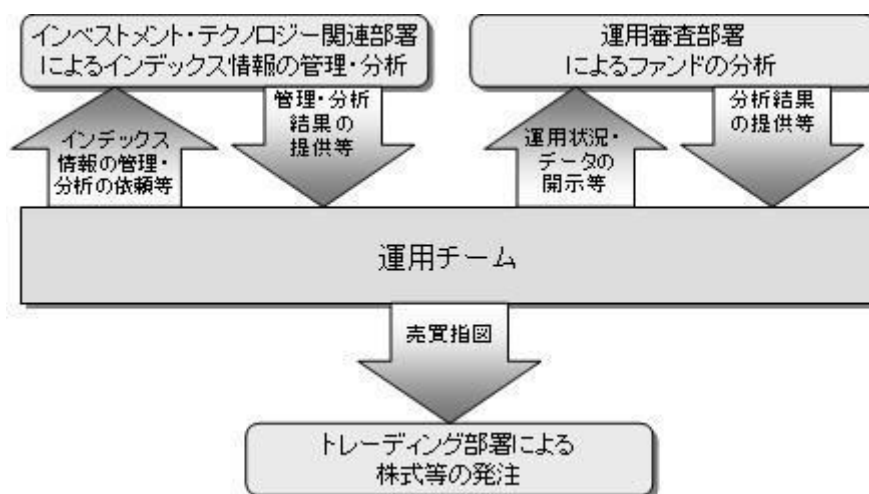 インベストメント・テクノロジー関連部署
によるインデックス情報の管理・分析
運用審査部署
によるファンドの分析
インデックス
情報の管理・
分析の依頼等
管理・分析
結果の
提供等
運用状況・
データの
開示等
分析結果
の提供等
運用チーム
売買指図
トレーディング部署による
株式等の発注